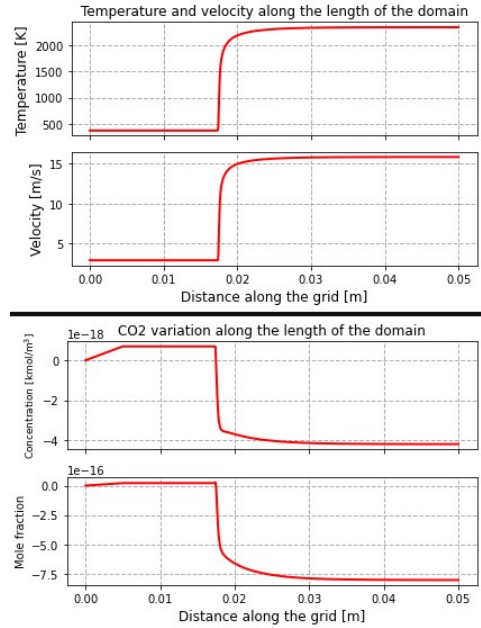 Temperature and velocity along the length of the domain
Temperature [K]
2000
1500
1000
500
Velocity [m/s]
15
10
5
0.00 0.01 0.02 0.03 0.04 0.05
Distance along the grid [m]
CO2 variation along the length of the domain
1e−18
Concentration [kmol/m³]
0
−2
−4
1e−16
Mole fraction
0.0
−2.5
−5.0
−7.5
0.00 0.01 0.02 0.03 0.04 0.05
Distance along the grid [m]